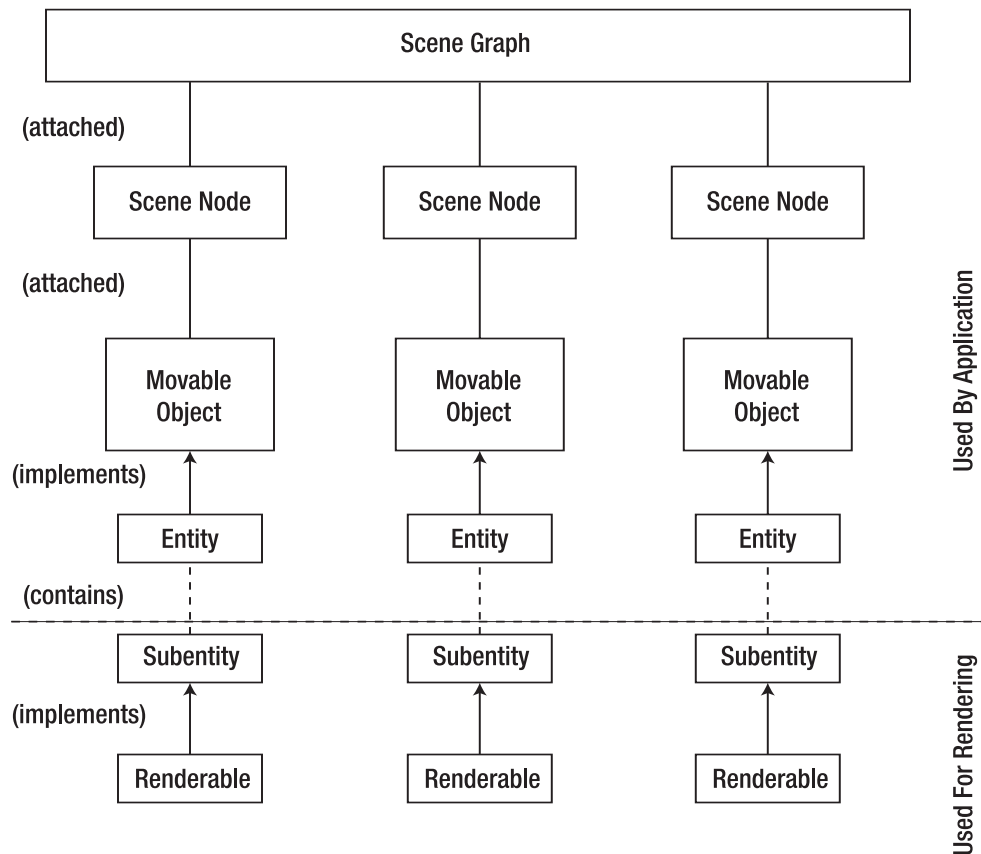 Scene Graph
(attached)
Scene Node Scene Node Scene Node
(attached)
Movable
Object
Movable
Object
Movable
Object
(implements)
Entity Entity Entity
(contains)
Used By Application
Subentity Subentity Subentity
(implements)
Renderable Renderable Renderable
Used For Rendering